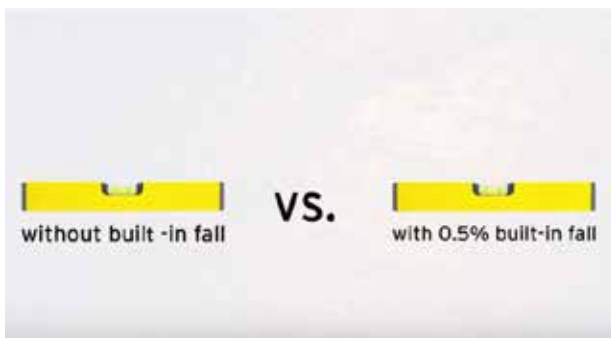 without built -in fall
VS.
with 0.5% built-in fall